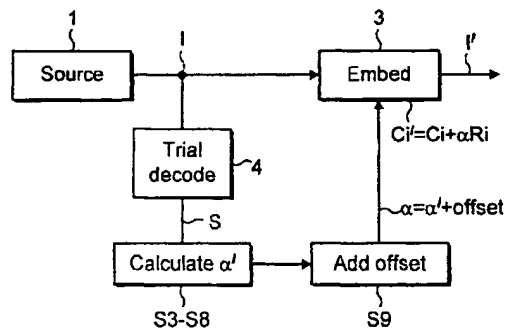 1
I
3
I'
Source
Embed
Ci'=Ci+αRi
Trial
decode
4
S
α=α'+offset
Calculate α'
Add offset
S3-S8
S9